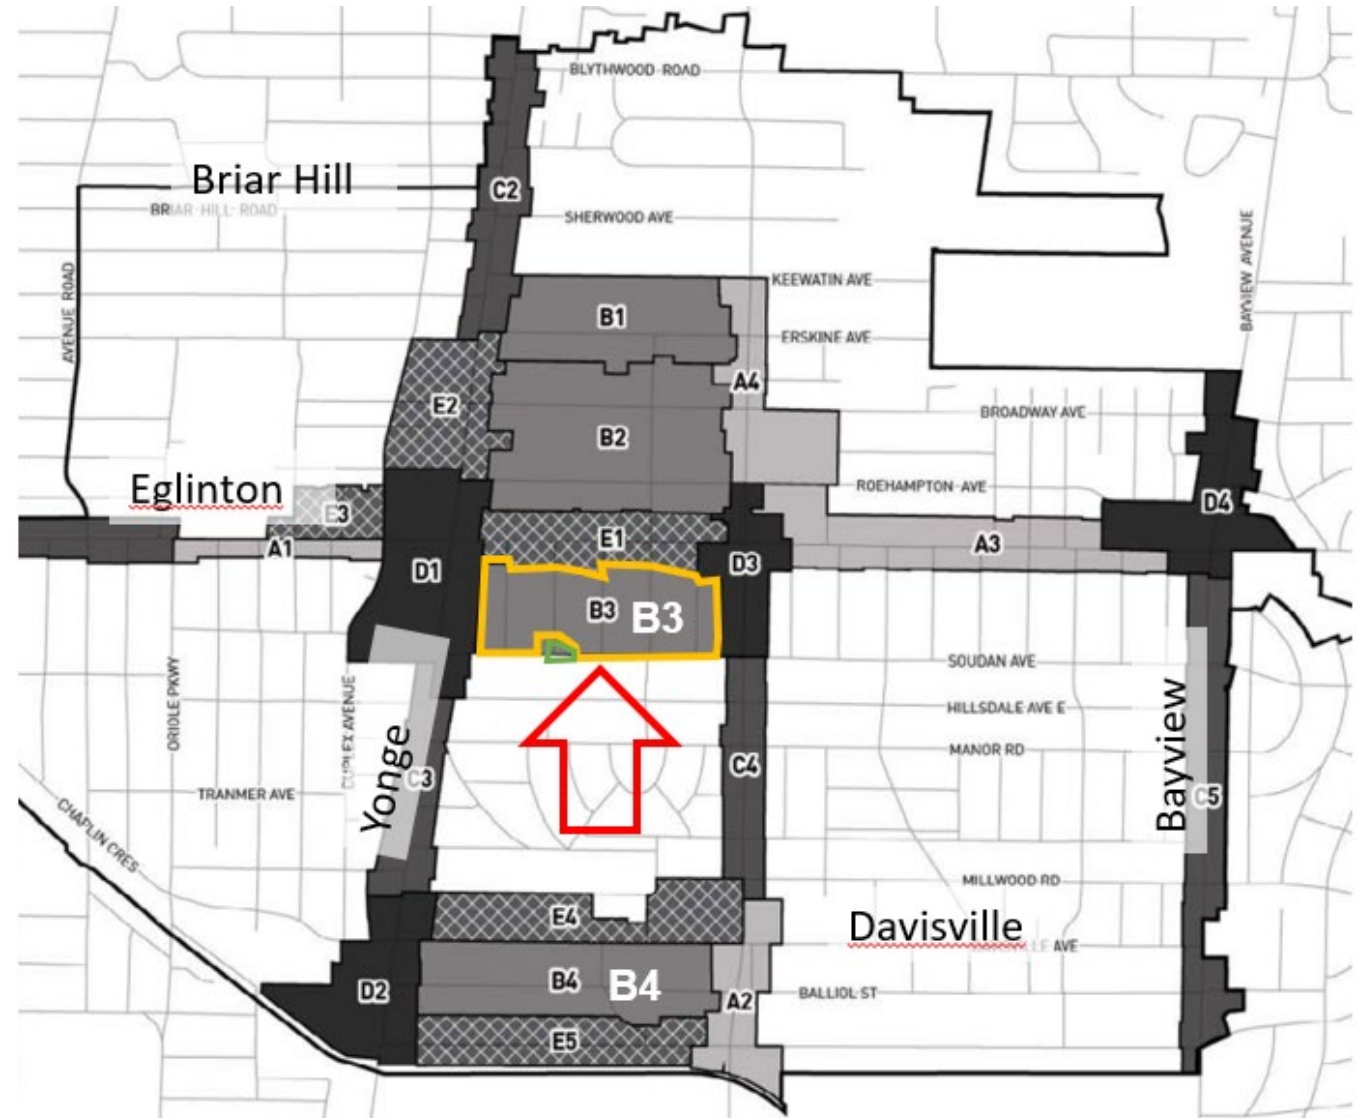 BLYTHWOOD ROAD
Briar Hill
C2
BRIAR HILL ROAD
SHERWOOD AVE
BAYVIEW AVENUE
AVENUE ROAD
KEEWATIN AVE
B1
ERSKINE AVE
A4
E2
BROADWAY AVE
B2
Eglinton
ROEHAMPTON AVE
E3
D4
E1
A1
A3
D1
D3
B3
B3
SOUDAN AVE
ORIOLE PKWY
DUPLEX AVENUE
HILLSDALE AVE E
Yonge
MANOR RD
Bayview
C3
C4
TRANMER AVE
C5
CHAPLIN CRES
MILLWOOD RD
E4
Davisville
AVE
B4
B4
D2
A2
BALLIOL ST
E5